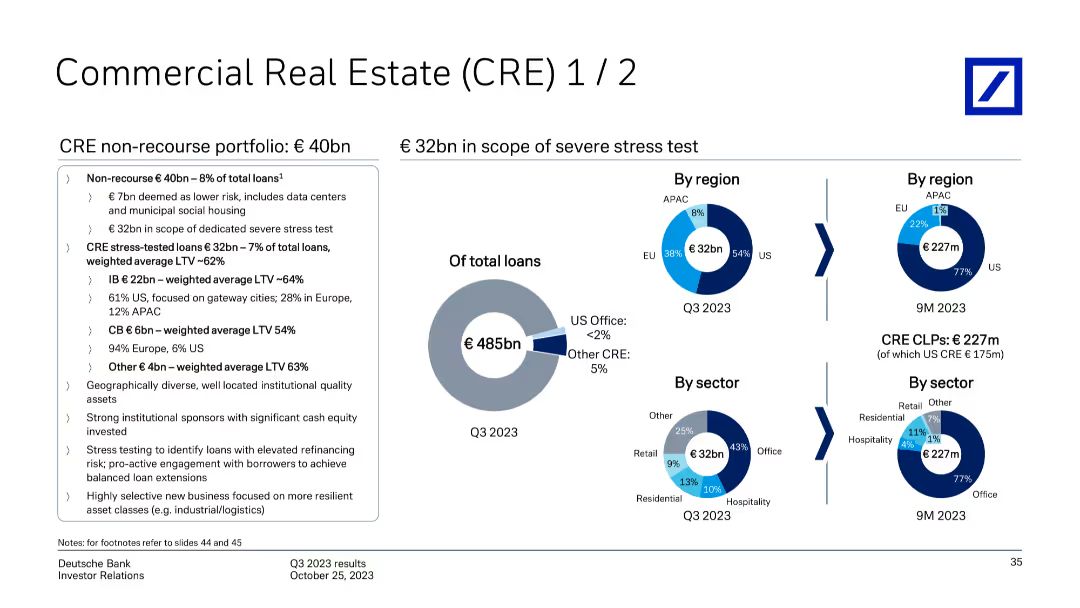 Commercial Real Estate (CRE) 1 / 2
CRE non-recourse portfolio: € 40bn
〉 Non-recourse € 40bn – 8% of total loans¹
〉 € 7bn deemed as lower risk, includes data centers
and municipal social housing
〉 € 32bn in scope of dedicated severe stress test
〉 CRE stress-tested loans € 32bn – 7% of total loans,
weighted average LTV ~62%
〉 IB € 22bn – weighted average LTV ~64%
〉 61% US, focused on gateway cities; 28% in Europe,
12% APAC
〉 CB € 6bn – weighted average LTV 54%
〉 94% Europe, 6% US
〉 Other € 4bn – weighted average LTV 63%
〉 Geographically diverse, well located institutional quality
assets
〉 Strong institutional sponsors with significant cash equity
invested
〉 Stress testing to identify loans with elevated refinancing
risk; pro-active engagement with borrowers to achieve
balanced loan extensions
〉 Highly selective new business focused on more resilient
asset classes (e.g. industrial/logistics)
€ 32bn in scope of severe stress test
Of total loans
€ 485bn
US Office:
<2%
Other CRE:
5%
Q3 2023
By region
APAC
8%
EU
38%
€ 32bn
54%
US
Q3 2023
By region
APAC
1%
EU
22%
€ 227m
77%
US
9M 2023
CRE CLPs: € 227m
(of which US CRE € 175m)
By sector
Other
25%
43%
Office
Retail
9%
€ 32bn
13%
10%
Residential
Hospitality
Q3 2023
By sector
Retail
Other
7%
Residential
11%
1%
Hospitality
4%
€ 227m
77%
Office
9M 2023
Notes: for footnotes refer to slides 44 and 45
Deutsche Bank
Investor Relations
Q3 2023 results
October 25, 2023
35